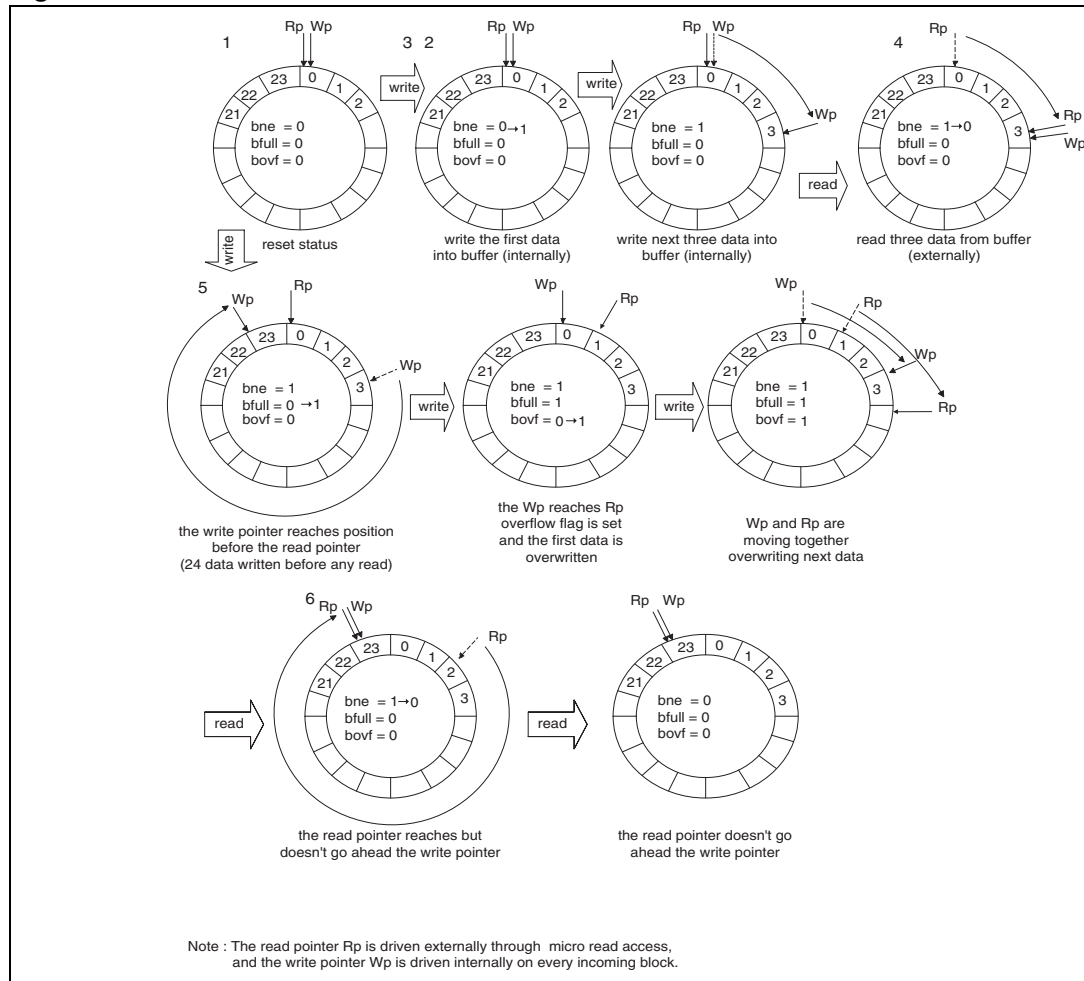 1
Rp Wp
23 0 1 2
22
21
bne = 0
bfull = 0
bovf = 0
reset status
write
3 2
Rp Wp
23 0 1 2
22
21
bne = 0→1
bfull = 0
bovf = 0
write the first data
into buffer (internally)
write
Rp Wp
23 0 1 2
22
21
3
Wp
bne = 1
bfull = 0
bovf = 0
write next three data into
buffer (internally)
read
4
Rp
23 0 1 2
22
21
3
Rp
Wp
bne = 1→0
bfull = 0
bovf = 0
read three data from buffer
(externally)
write
5
Wp
Rp
23 0 1 2
22
21
3
Wp
bne = 1
bfull = 0 →1
bovf = 0
the write pointer reaches position
before the read pointer
(24 data written before any read)
write
Wp
Rp
23 0 1 2
22
21
3
bne = 1
bfull = 1
bovf = 0→1
the Wp reaches Rp
overflow flag is set
and the first data is
overwritten
write
Wp
Rp
23 0 1 2
22
21
3
Wp
Rp
bne = 1
bfull = 1
bovf = 1
Wp and Rp are
moving together
overwriting next data
read
6
Rp Wp
Rp
23 0 1 2
22
21
3
bne = 1→0
bfull = 0
bovf = 0
the read pointer reaches but
doesn't go ahead the write pointer
read
Rp Wp
23 0 1 2
22
21
3
bne = 0
bfull = 0
bovf = 0
the read pointer doesn't go
ahead the write pointer
Note : The read pointer Rp is driven externally through micro read access,
and the write pointer Wp is driven internally on every incoming block.